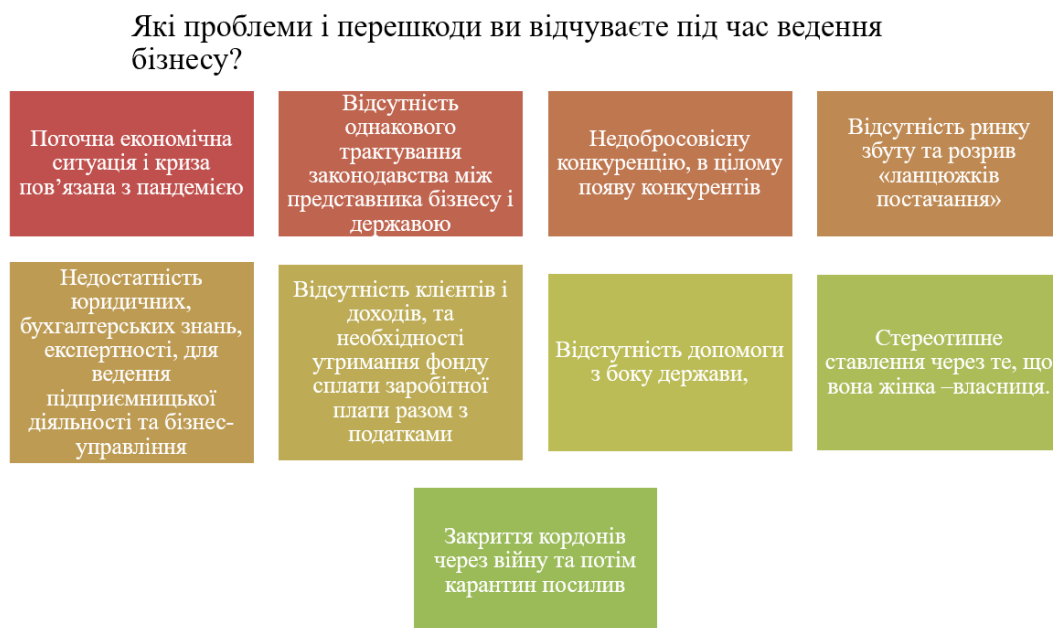 Які проблеми і перешкоди ви відчуваєте під час ведення
бізнесу?
Поточна економічна
ситуація і криза
пов’язана з пандемією
Відсутність
однакового
трактування
законодавства між
представника бізнесу і
державою
Недобросовісну
конкуренцію, в цілому
появу конкурентів
Відсутність ринку
збуту та розрив
«ланцюжків
постачання»
Недостатність
юридичних,
бухгалтерських знань,
експертності, для
ведення
підприємницької
діяльності та бізнес-
управління
Відсутність клієнтів і
доходів, та
необхідності
утримання фонду
сплати заробітної
плати разом з
податками
Відстутність допомоги
з боку держави,
Стереотипне
ставлення через те, що
вона жінка –власниця.
Закриття кордонів
через війну та потім
карантин посилив